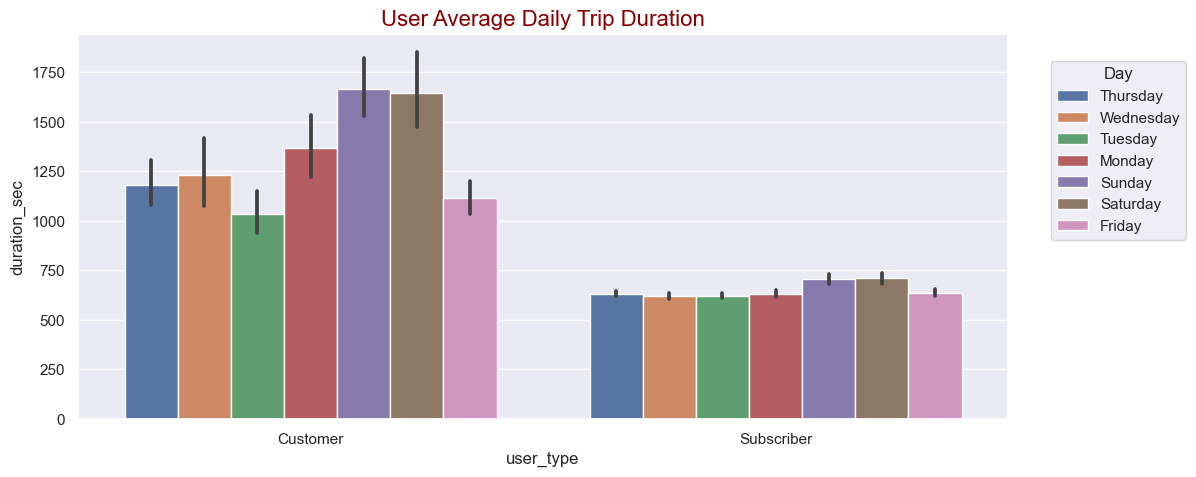 User Average Daily Trip Duration
duration_sec
1750
1500
1250
1000
750
500
250
0
Customer
Subscriber
user_type
Day
Thursday
Wednesday
Tuesday
Monday
Sunday
Saturday
Friday